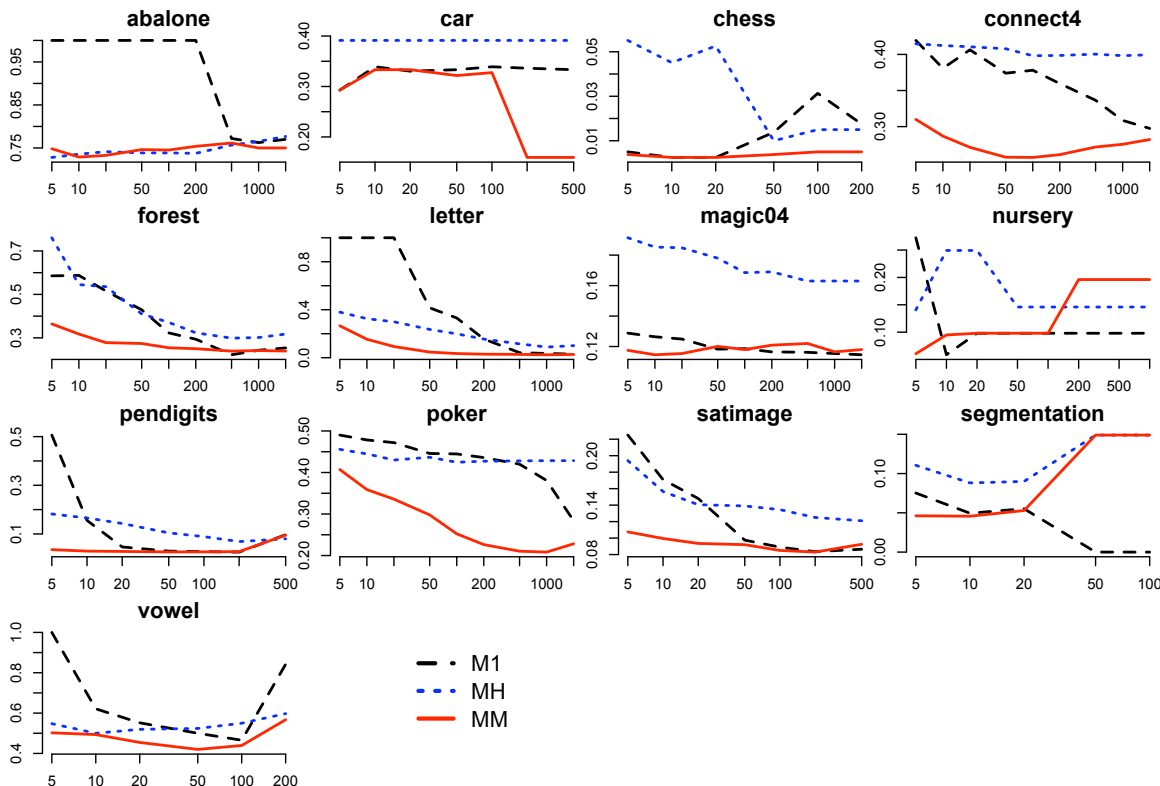 abalone car chess connect4
0.75 0.85 0.95
5 10 50 200 1000
0.20 0.30 0.40
5 10 20 50 100 500
0.01 0.03 0.05
5 10 20 50 100 200
0.30 0.40
5 10 50 200 1000
forest letter magic04 nursery
0.3 0.5 0.7
5 10 50 200 1000
0.0 0.4 0.8
5 10 50 200 1000
0.12 0.16
5 10 50 200 1000
0.10 0.20
5 10 20 50 200 500
pendigits poker satimage segmentation
0.1 0.3 0.5
5 10 20 50 100 500
0.20 0.30 0.40 0.50
5 10 50 200 1000
0.08 0.14 0.20
5 10 20 50 100 500
0.00 0.10
5 10 20 50 100
vowel
0.4 0.6 0.8 1.0
5 10 20 50 100 200
M1
MH
MM